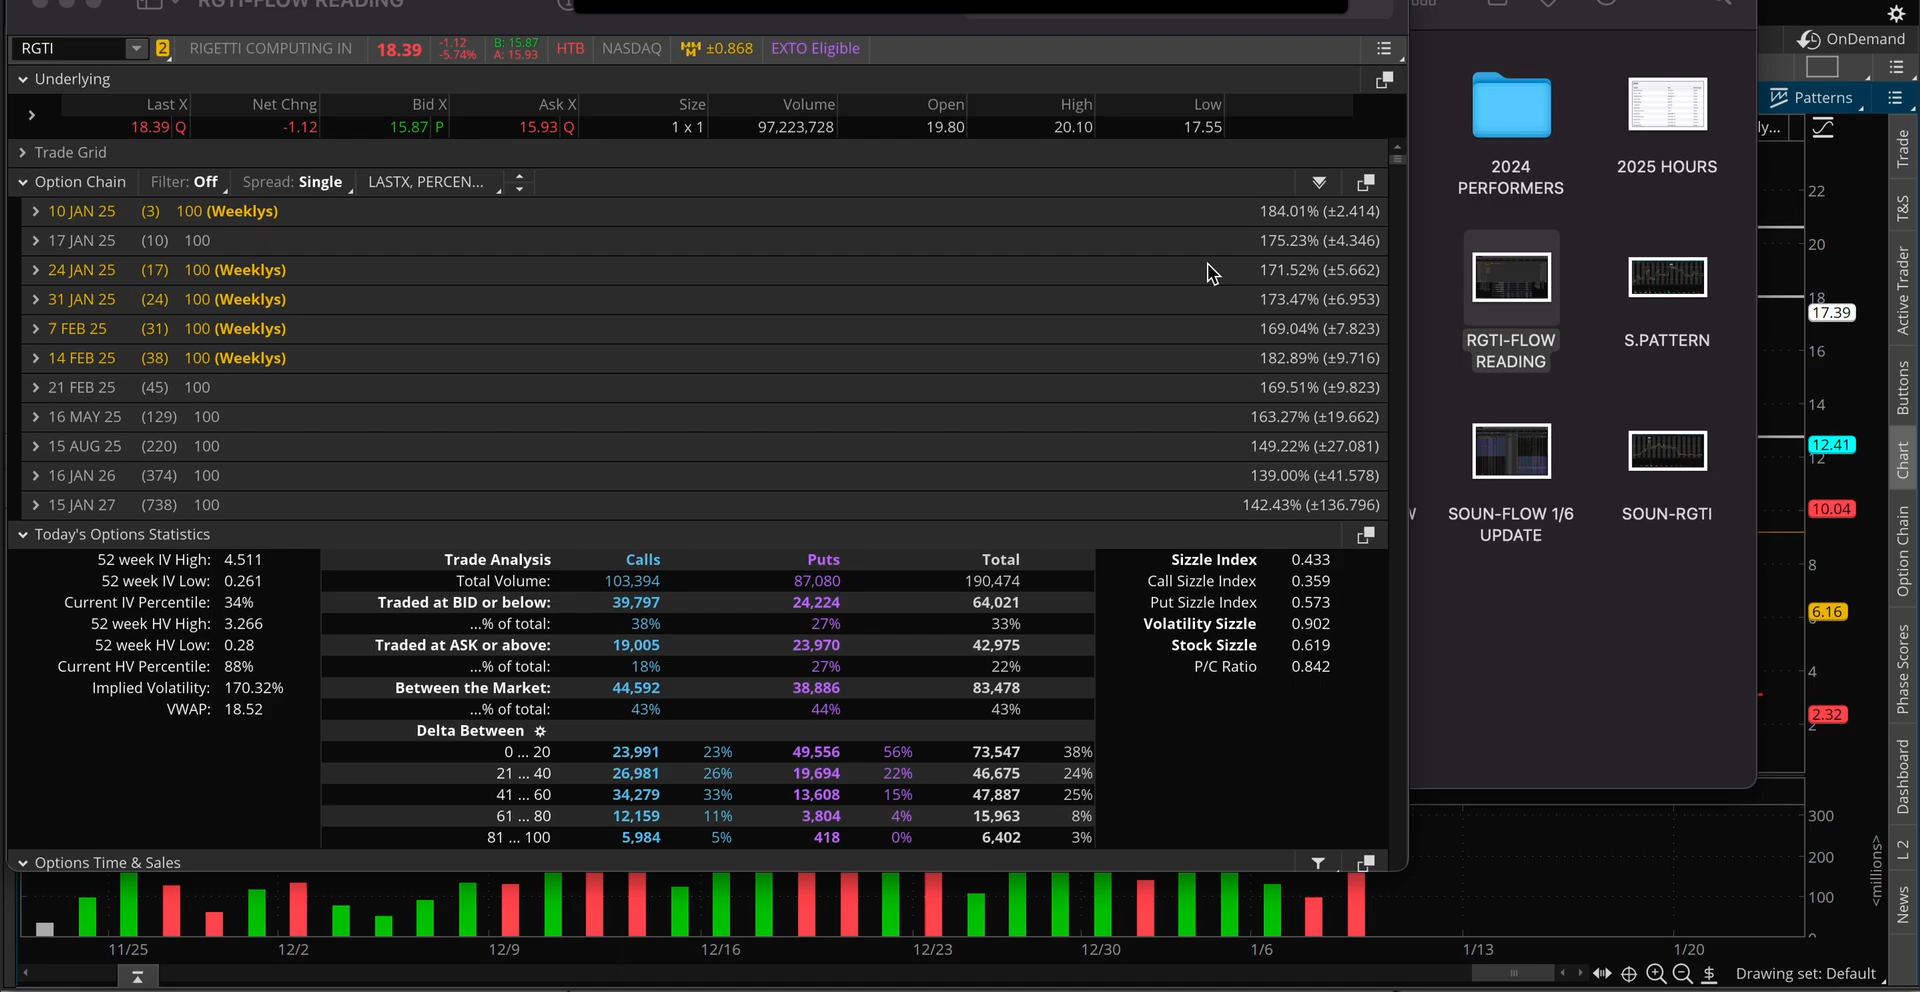 RGTI-FLOW READING
RGTI 2 RIGETTI COMPUTING IN 18.39 -1.12 -5.74% B: 15.87 A: 15.93 HTB NASDAQ ±0.868 EXTO Eligible
Underlying
Last X Net Chng Bid X Ask X Size Volume Open High Low
18.39 Q -1.12 15.87 P 15.93 Q 1 x 1 97,223,728 19.80 20.10 17.55
Trade Grid
Option Chain Filter: Off Spread: Single LASTX, PERCEN...
10 JAN 25 (3) 100 (Weeklys) 184.01% (±2.414)
17 JAN 25 (10) 100 175.23% (±4.346)
24 JAN 25 (17) 100 (Weeklys) 171.52% (±5.662)
31 JAN 25 (24) 100 (Weeklys) 173.47% (±6.953)
7 FEB 25 (31) 100 (Weeklys) 169.04% (±7.823)
14 FEB 25 (38) 100 (Weeklys) 182.89% (±9.716)
21 FEB 25 (45) 100 169.51% (±9.823)
16 MAY 25 (129) 100 163.27% (±19.662)
15 AUG 25 (220) 100 149.22% (±27.081)
16 JAN 26 (374) 100 139.00% (±41.578)
15 JAN 27 (738) 100 142.43% (±136.796)
Today's Options Statistics
52 week IV High: 4.511 Trade Analysis Calls Puts Total Sizzle Index 0.433
52 week IV Low: 0.261 Total Volume: 103,394 87,080 190,474 Call Sizzle Index 0.359
Current IV Percentile: 34% Traded at BID or below: 39,797 24,224 64,021 Put Sizzle Index 0.573
52 week HV High: 3.266 ...% of total: 38% 27% 33% Volatility Sizzle 0.902
52 week HV Low: 0.28 Traded at ASK or above: 19,005 23,970 42,975 Stock Sizzle 0.619
Current HV Percentile: 88% ...% of total: 18% 27% 22% P/C Ratio 0.842
Implied Volatility: 170.32% Between the Market: 44,592 38,886 83,478
VWAP: 18.52 ...% of total: 43% 44% 43%
Delta Between
0 ... 20 23,991 23% 49,556 56% 73,547 38%
21 ... 40 26,981 26% 19,694 22% 46,675 24%
41 ... 60 34,279 33% 13,608 15% 47,887 25%
61 ... 80 12,159 11% 3,804 4% 15,963 8%
81 ... 100 5,984 5% 418 0% 6,402 3%
Options Time & Sales
11/25 12/2 12/9 12/16 12/23 12/30 1/6 1/13 1/20
Drawing set: Default
2024 PERFORMERS
2025 HOURS
RGTI-FLOW READING
S.PATTERN
SOUN-FLOW 1/6 UPDATE
SOUN-RGTI
OnDemand
Patterns
ly...
22
20
18
17.39
16
14
12.41
12
10.04
8
6.16
4
2.32
2
300
200
100
0
<millions>
Trade
T&S
Active Trader
Buttons
Chart
Option Chain
Phase Scores
Dashboard
L 2
News